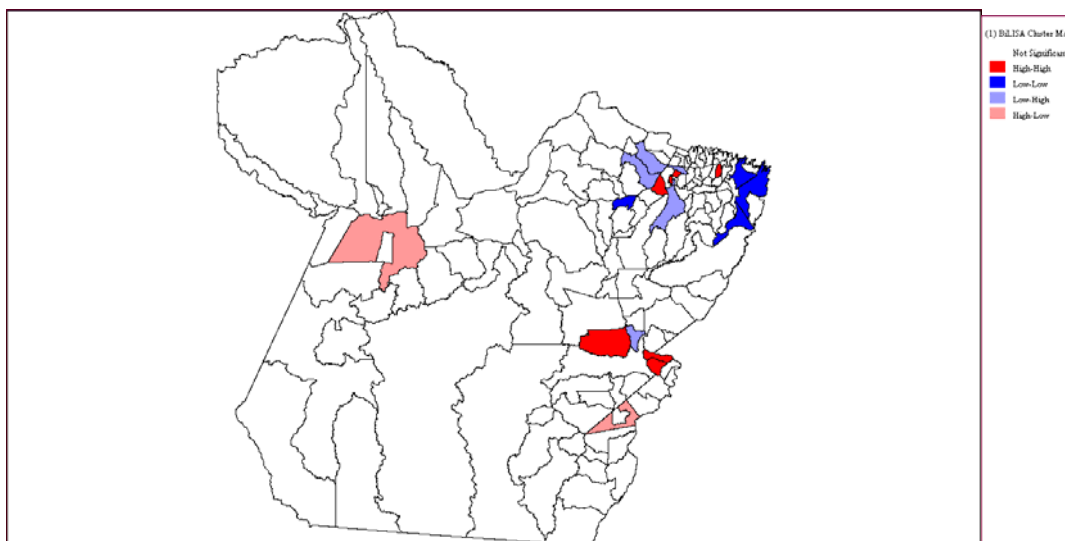 (1) BiLISA Cluster Ma
Not Significan
High-High
Low-Low
Low-High
High-Low